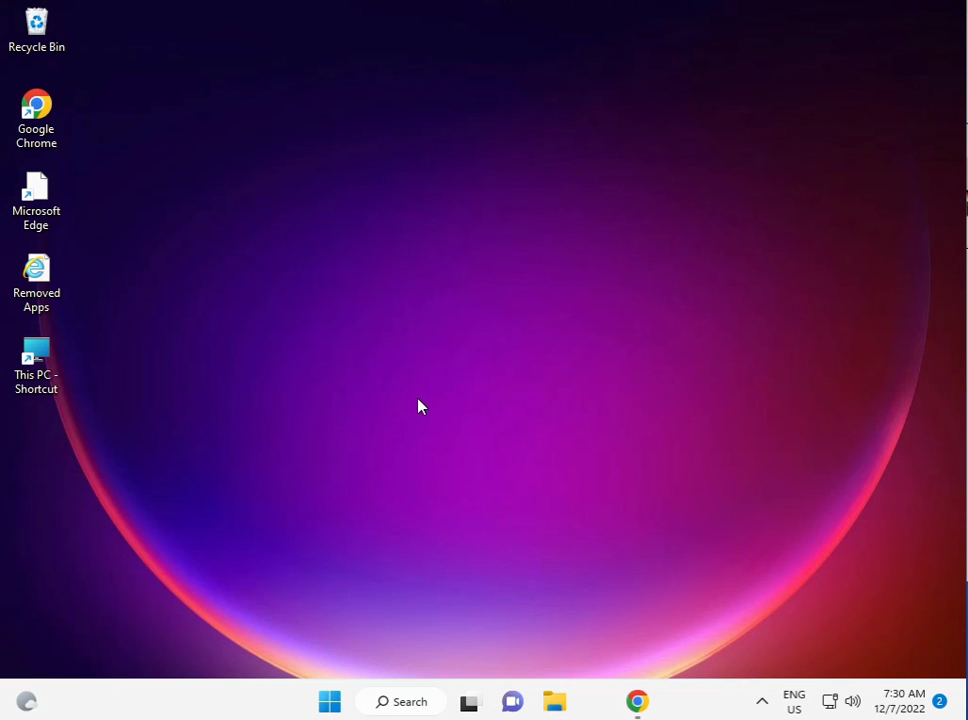 Recycle Bin
Google
Chrome
Microsoft
Edge
Removed
Apps
This PC -
Shortcut
Search
ENG
US
7:30 AM
12/7/2022
2